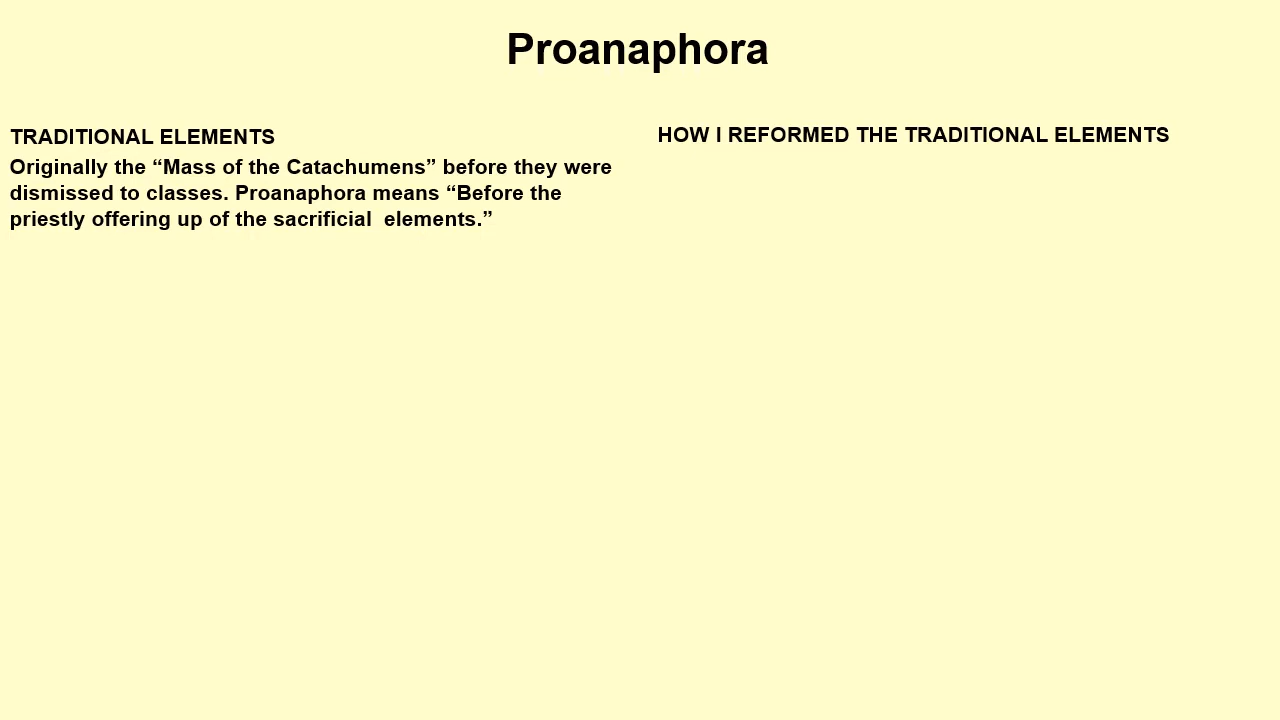 Proanaphora
TRADITIONAL ELEMENTS
Originally the “Mass of the Catachumens” before they were
dismissed to classes. Proanaphora means “Before the
priestly offering up of the sacrificial  elements.”
HOW I REFORMED THE TRADITIONAL ELEMENTS